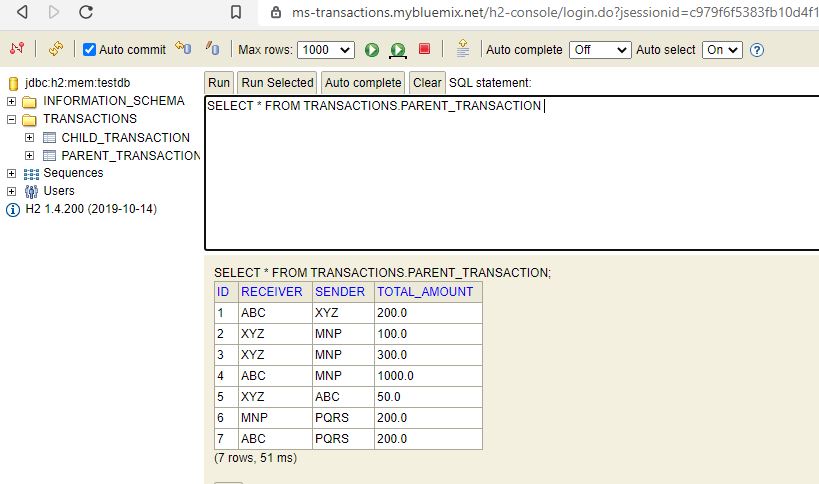 ms-transactions.mybluemix.net/h2-console/login.do?jsessionid=c979f6f5383fb10d4f1
Auto commit Max rows: 1000 Auto complete Off Auto select On
jdbc:h2:mem:testdb
INFORMATION_SCHEMA
TRANSACTIONS
CHILD_TRANSACTION
PARENT_TRANSACTION
Sequences
Users
H2 1.4.200 (2019-10-14)
Run Run Selected Auto complete Clear SQL statement:
SELECT * FROM TRANSACTIONS.PARENT_TRANSACTION
SELECT * FROM TRANSACTIONS.PARENT_TRANSACTION;
ID RECEIVER SENDER TOTAL_AMOUNT
1 ABC XYZ 200.0
2 XYZ MNP 100.0
3 XYZ MNP 300.0
4 ABC MNP 1000.0
5 XYZ ABC 50.0
6 MNP PQRS 200.0
7 ABC PQRS 200.0
(7 rows, 51 ms)